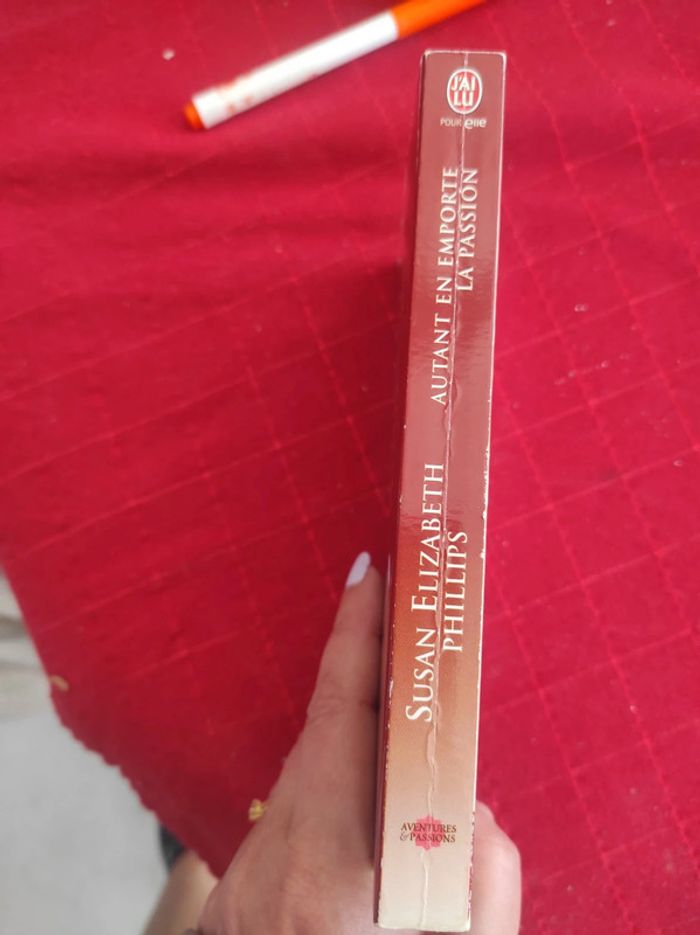 J'AI
LU
POUR elle
AUTANT EN EMPORTE
LA PASSION
SUSAN ELIZABETH
PHILLIPS
AVENTURES
& PASSIONS